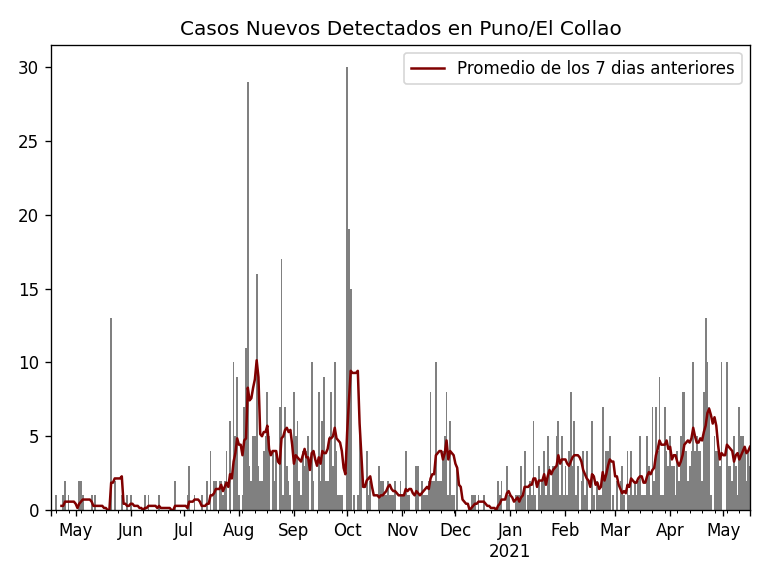 Casos Nuevos Detectados en Puno/El Collao
Promedio de los 7 dias anteriores
30
25
20
15
10
5
0
May Jun Jul Aug Sep Oct Nov Dec Jan Feb Mar Apr May
2021